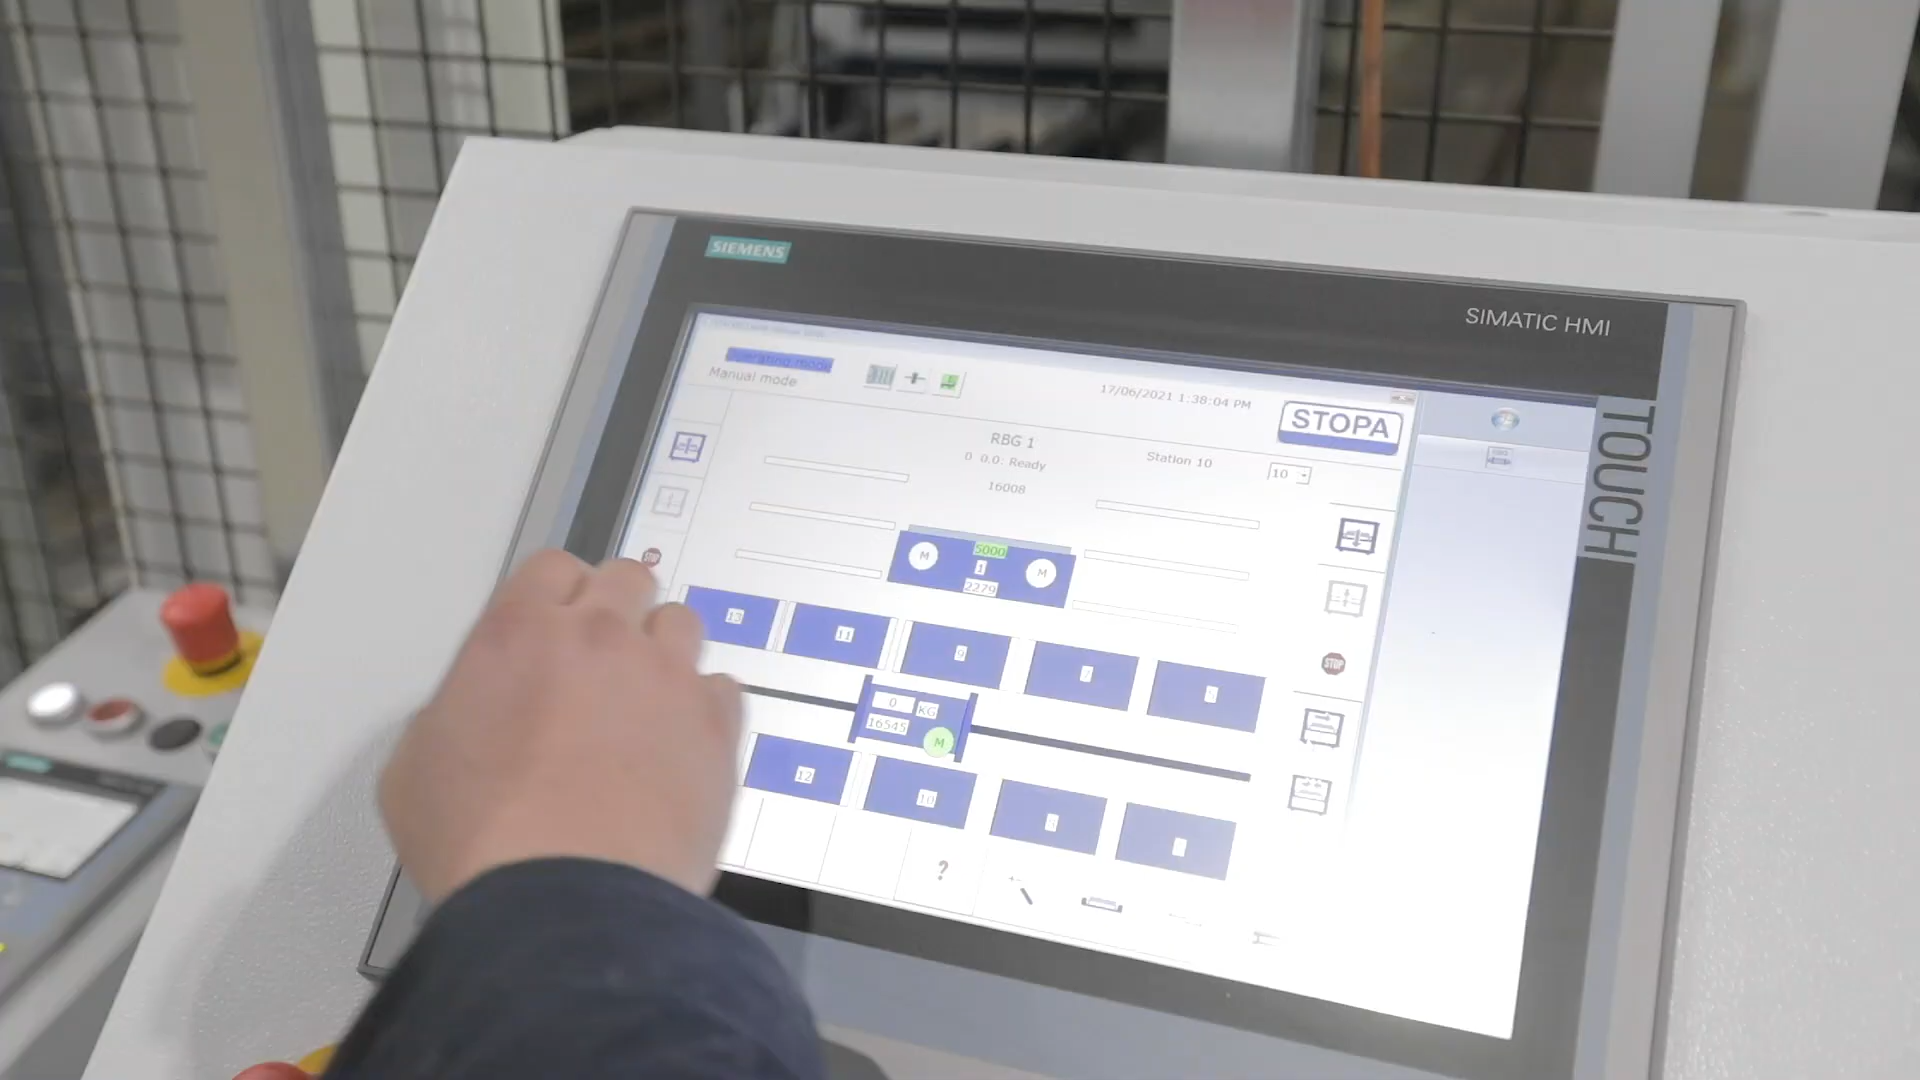 SIEMENS
SIMATIC HMI
TOUCH
Operating mode
Manual mode
17/06/2021 1:38:04 PM
STOPA
RBG 1
0 0.0: Ready
16008
Station 10
10
STOP
M
5000
1
2279
M
13
11
9
7
5
STOP
0
KG
16545
M
12
10
?